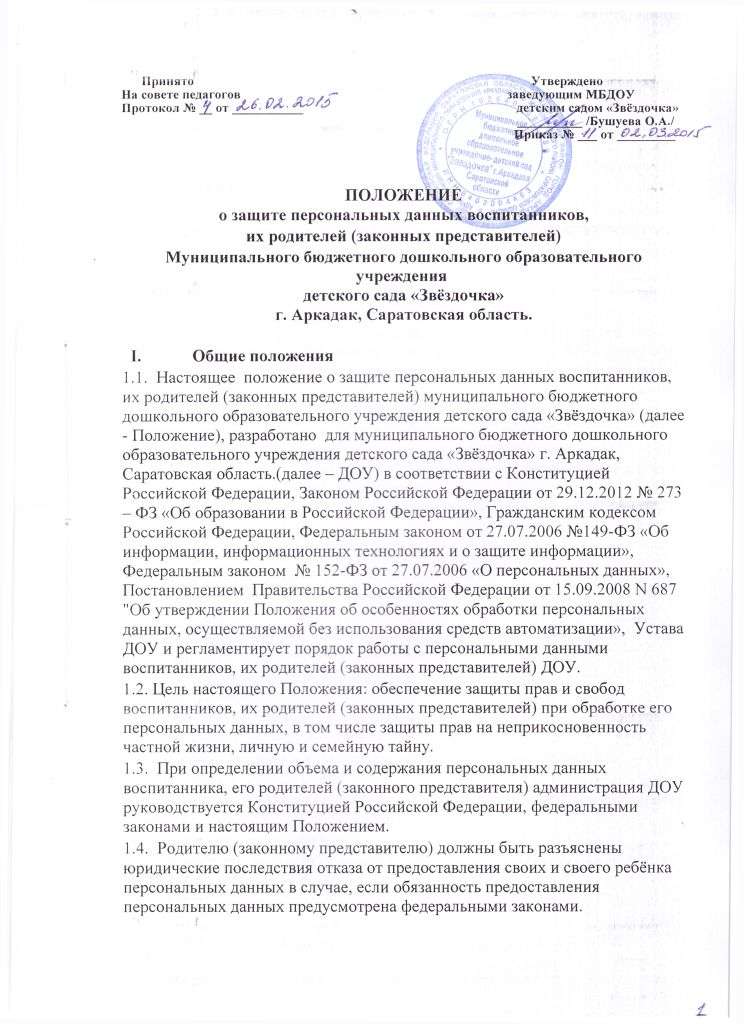 Принято
На совете педагогов
Протокол № 4 от 26.02.2015
Утверждено
заведующим МБДОУ
детским садом «Звёздочка»
/Бушуева О.А./
Приказ № 11 от 02.03.2015
Муниципальное
бюджетное
дошкольное
образовательное
учреждение-детский сад
"Звёздочка" г.Аркадака
Саратовской
области
ПОЛОЖЕНИЕ
о защите персональных данных воспитанников,
их родителей (законных представителей)
Муниципального бюджетного дошкольного образовательного
учреждения
детского сада «Звёздочка»
г. Аркадак, Саратовская область.
I. Общие положения
1.1. Настоящее положение о защите персональных данных воспитанников,
их родителей (законных представителей) муниципального бюджетного
дошкольного образовательного учреждения детского сада «Звёздочка» (далее
- Положение), разработано для муниципального бюджетного дошкольного
образовательного учреждения детского сада «Звёздочка» г. Аркадак,
Саратовская область.(далее – ДОУ) в соответствии с Конституцией
Российской Федерации, Законом Российской Федерации от 29.12.2012 № 273
– ФЗ «Об образовании в Российской Федерации», Гражданским кодексом
Российской Федерации, Федеральным законом от 27.07.2006 №149-ФЗ «Об
информации, информационных технологиях и о защите информации»,
Федеральным законом № 152-ФЗ от 27.07.2006 «О персональных данных»,
Постановлением Правительства Российской Федерации от 15.09.2008 N 687
"Об утверждении Положения об особенностях обработки персональных
данных, осуществляемой без использования средств автоматизации», Устава
ДОУ и регламентирует порядок работы с персональными данными
воспитанников, их родителей (законных представителей) ДОУ.
1.2. Цель настоящего Положения: обеспечение защиты прав и свобод
воспитанников, их родителей (законных представителей) при обработке его
персональных данных, в том числе защиты прав на неприкосновенность
частной жизни, личную и семейную тайну.
1.3. При определении объема и содержания персональных данных
воспитанника, его родителей (законного представителя) администрация ДОУ
руководствуется Конституцией Российской Федерации, федеральными
законами и настоящим Положением.
1.4. Родителю (законному представителю) должны быть разъяснены
юридические последствия отказа от предоставления своих и своего ребёнка
персональных данных в случае, если обязанность предоставления
персональных данных предусмотрена федеральными законами.
1